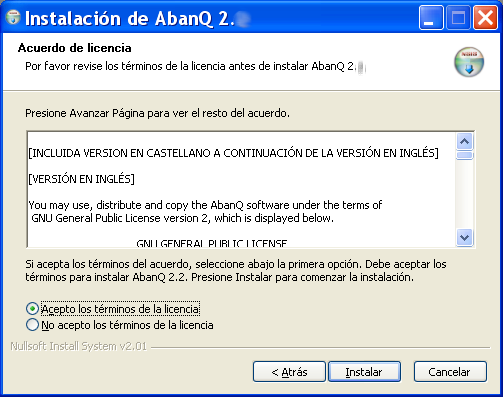 Instalación de AbanQ 2.
Acuerdo de licencia
Por favor revise los términos de la licencia antes de instalar AbanQ 2.
Presione Avanzar Página para ver el resto del acuerdo.
[INCLUIDA VERSION EN CASTELLANO A CONTINUACIÓN DE LA VERSIÓN EN INGLÉS]
[VERSIÓN EN INGLÉS]
You may use, distribute and copy the AbanQ software under the terms of
GNU General Public License version 2, which is displayed below.
GNU GENERAL PUBLIC LICENSE
Si acepta los términos del acuerdo, seleccione abajo la primera opción. Debe aceptar los
términos para instalar AbanQ 2.2. Presione Instalar para comenzar la instalación.
Acepto los términos de la licencia
No acepto los términos de la licencia
Nullsoft Install System v2.01
< Atrás
Instalar
Cancelar